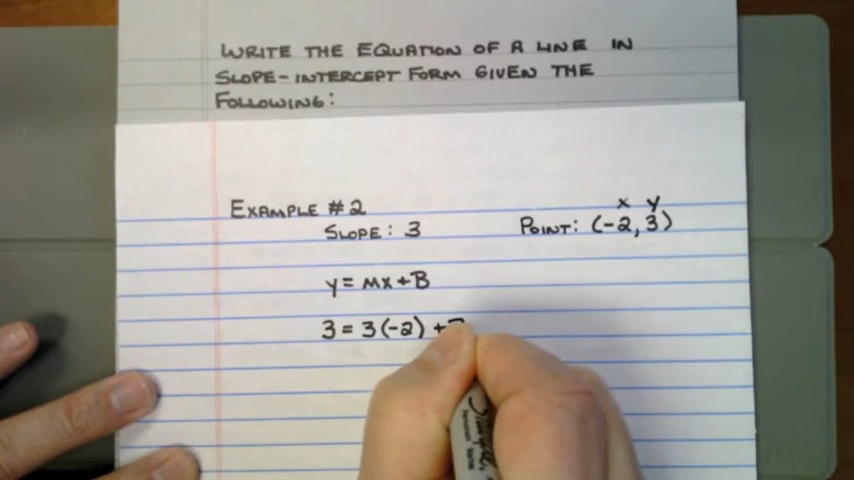 WRITE THE EQUATION OF A LINE IN
SLOPE-INTERCEPT FORM GIVEN THE
FOLLOWING:
EXAMPLE #2
X Y
SLOPE: 3 POINT: (-2, 3)
Y = MX + B
3 = 3(-2) +